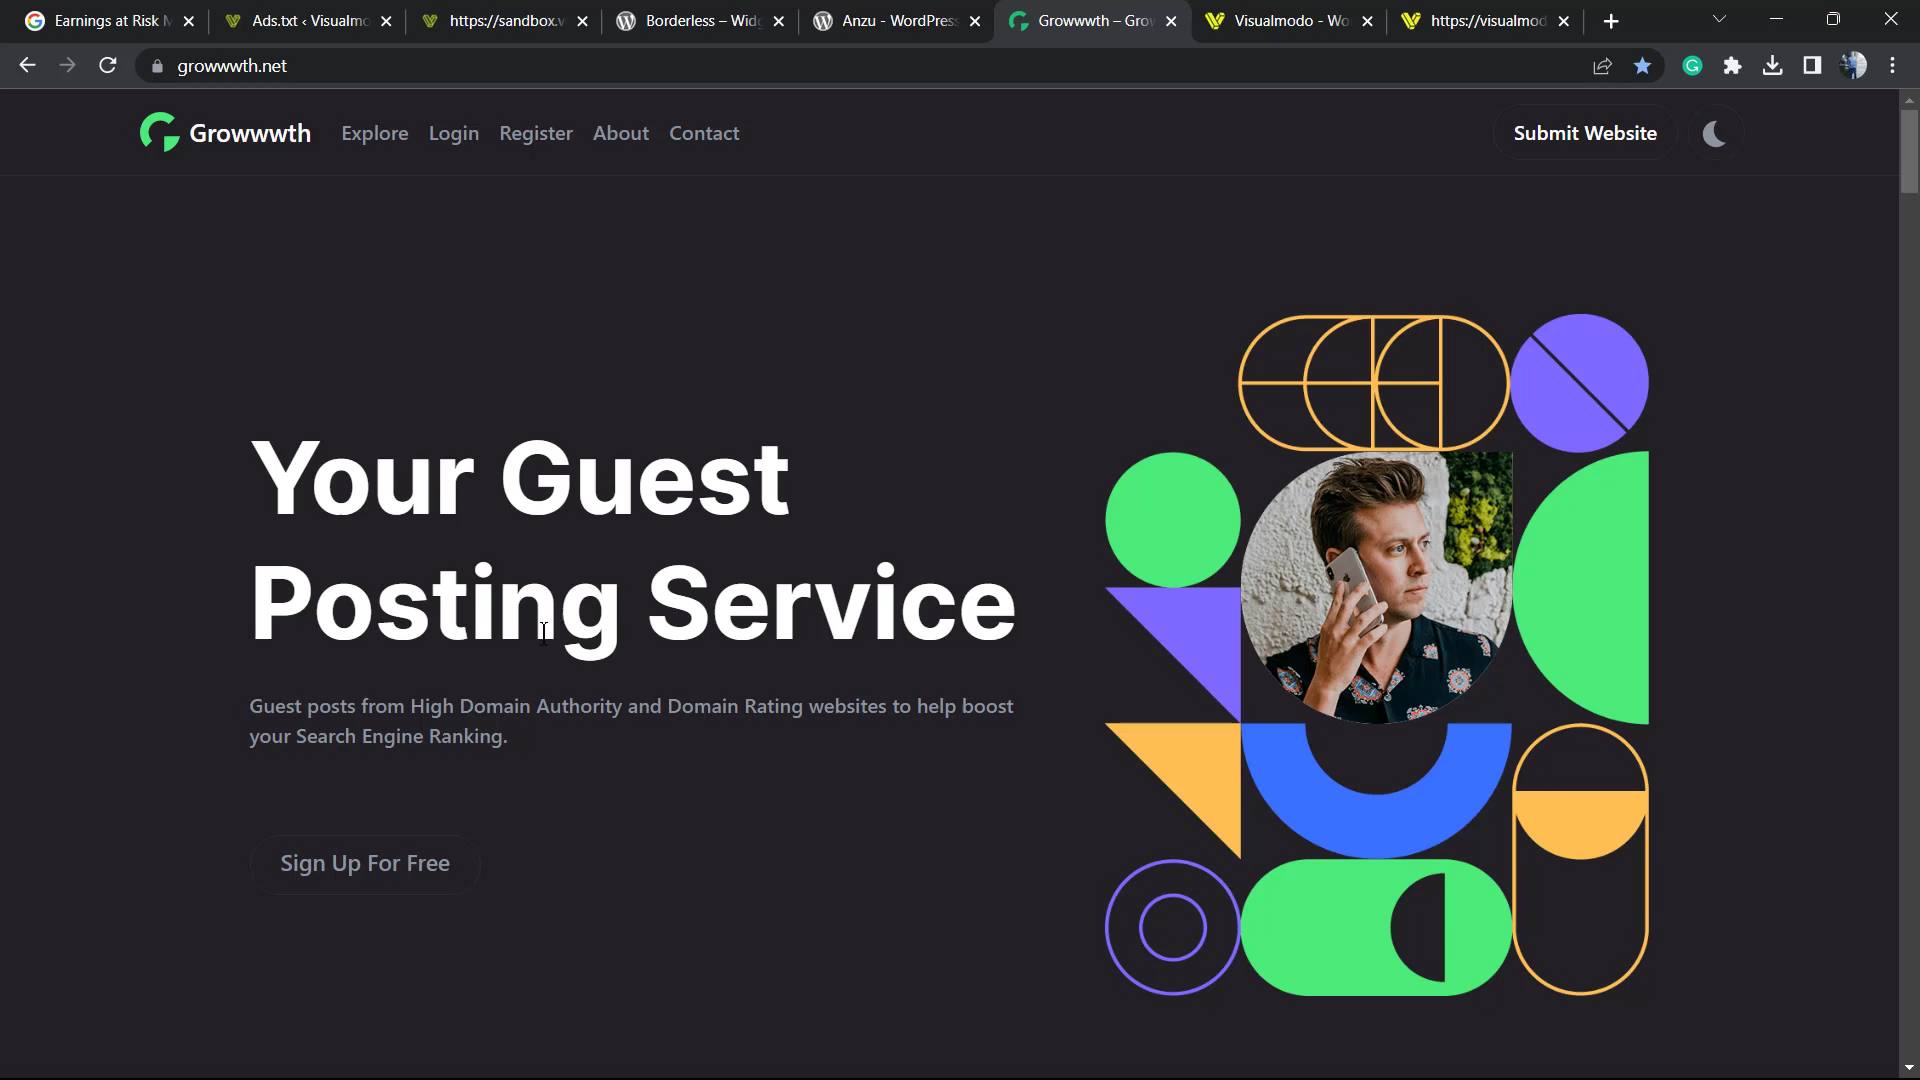 Earnings at Risk
Ads.txt ‹ Visualmo
https://sandbox.v
Borderless – Widg
Anzu - WordPress
Growwwth – Gro
Visualmodo - Wo
https://visualmod
growwwth.net
Growwwth
Explore
Login
Register
About
Contact
Submit Website
Your Guest
Posting Service
Guest posts from High Domain Authority and Domain Rating websites to help boost
your Search Engine Ranking.
Sign Up For Free